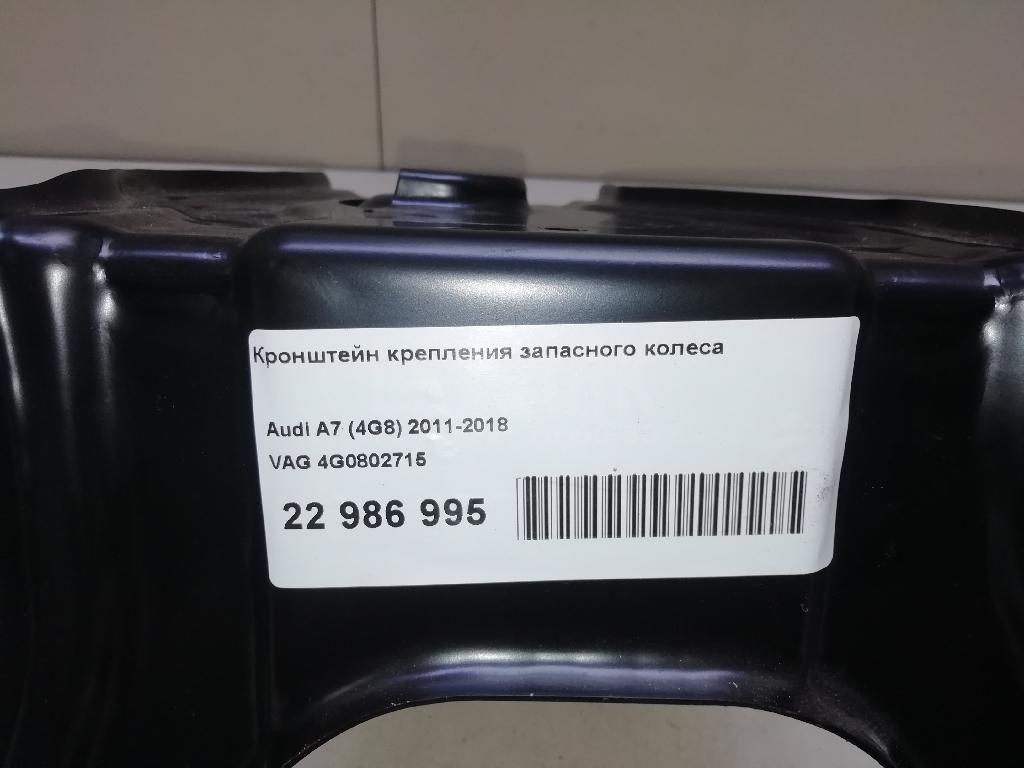 Кронштейн крепления запасного колеса
Audi A7 (4G8) 2011-2018
VAG 4G0802715
22 986 995